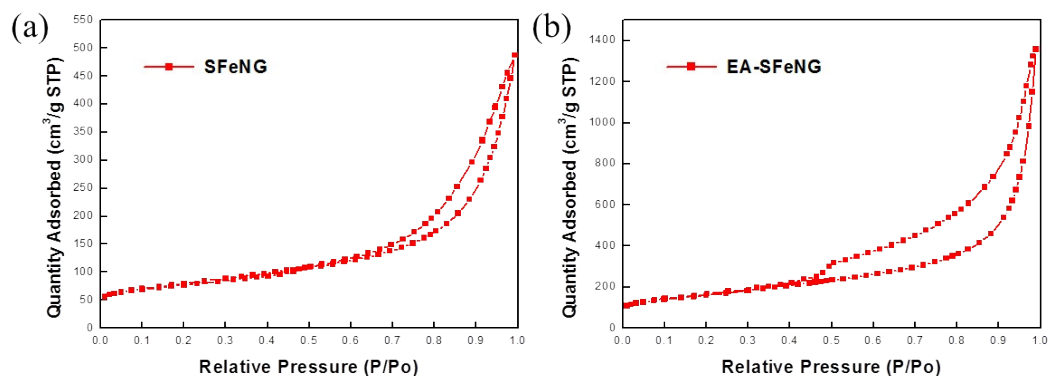 (a)
Quantity Adsorbed (cm³/g STP)
550
500
450
400
350
300
250
200
150
100
50
0
SFeNG
0.0 0.1 0.2 0.3 0.4 0.5 0.6 0.7 0.8 0.9 1.0
Relative Pressure (P/Po)
(b)
Quantity Adsorbed (cm³/g STP)
1400
1200
1000
800
600
400
200
0
EA-SFeNG
0.0 0.1 0.2 0.3 0.4 0.5 0.6 0.7 0.8 0.9 1.0
Relative Pressure (P/Po)